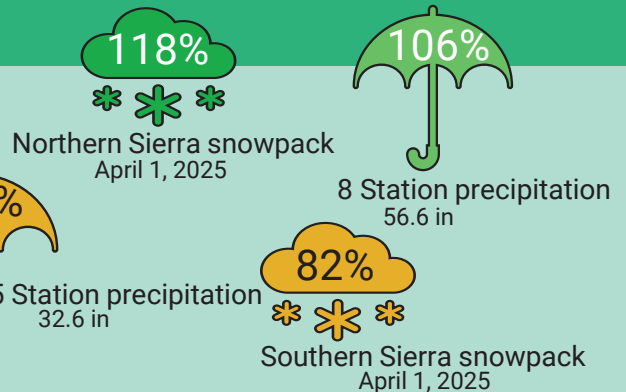 118%
Northern Sierra snowpack
April 1, 2025
106%
8 Station precipitation
56.6 in
%
5 Station precipitation
32.6 in
82%
Southern Sierra snowpack
April 1, 2025